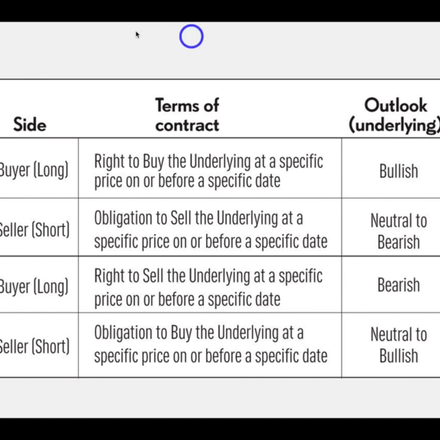 Side
Terms of
contract
Outlook
(underlying)
Buyer (Long)
Right to Buy the Underlying at a specific
price on or before a specific date
Bullish
Seller (Short)
Obligation to Sell the Underlying at a
specific price on or before a specific date
Neutral to
Bearish
Buyer (Long)
Right to Sell the Underlying at a specific
price on or before a specific date
Bearish
Seller (Short)
Obligation to Buy the Underlying at a
specific price on or before a specific date
Neutral to
Bullish